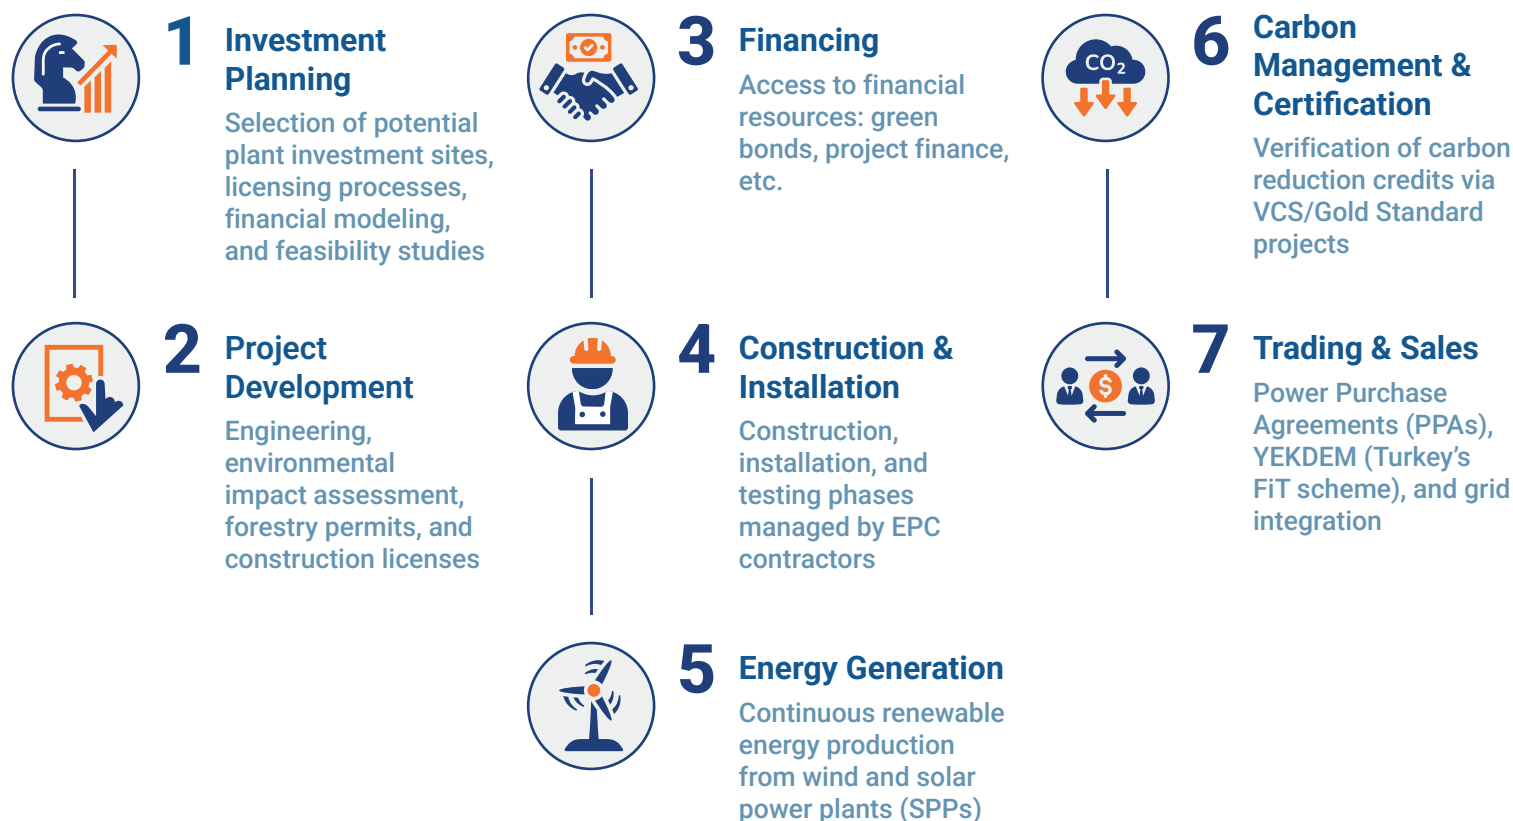 1
Investment
Planning
Selection of potential
plant investment sites,
licensing processes,
financial modeling,
and feasibility studies
2
Project
Development
Engineering,
environmental
impact assessment,
forestry permits, and
construction licenses
3
Financing
Access to financial
resources: green
bonds, project finance,
etc.
4
Construction &
Installation
Construction,
installation, and
testing phases
managed by EPC
contractors
5
Energy Generation
Continuous renewable
energy production
from wind and solar
power plants (SPPs)
CO₂
6
Carbon
Management &
Certification
Verification of carbon
reduction credits via
VCS/Gold Standard
projects
$
7
Trading & Sales
Power Purchase
Agreements (PPAs),
YEKDEM (Turkey’s
FiT scheme), and grid
integration